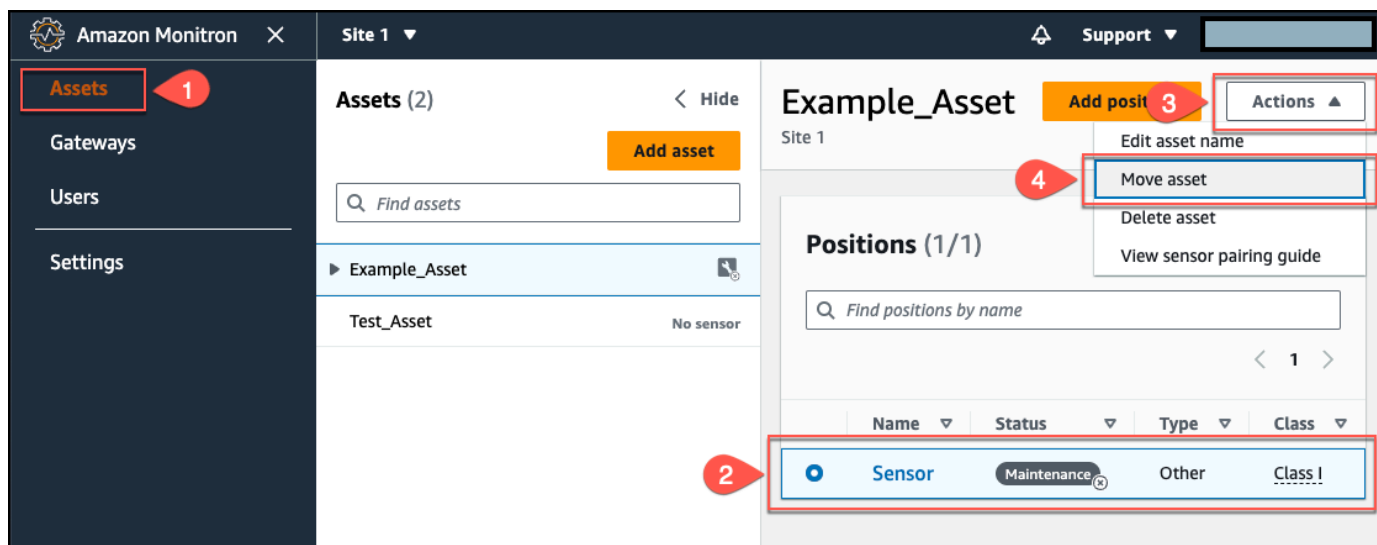 Amazon Monitron
Site 1
Support
Assets
1
Gateways
Users
Settings
Assets (2)
Hide
Add asset
Find assets
Example_Asset
Test_Asset
No sensor
Example_Asset
Site 1
Add posit
3
Actions
Edit asset name
4
Move asset
Delete asset
View sensor pairing guide
Positions (1/1)
Find positions by name
1
Name Status Type Class
2
Sensor Maintenance Other Class I